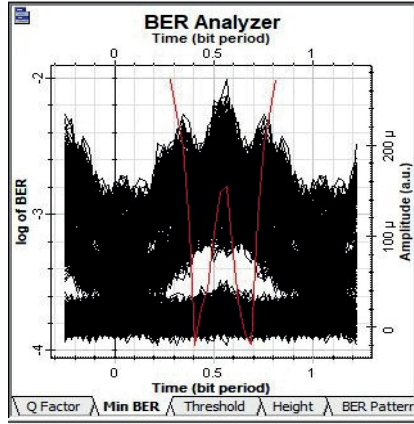 BER Analyzer
Time (bit period)
0 0.5 1
-2
-3
-4
log of BER
200 µ
100 µ
0
Amplitude (a.u.)
0 0.5 1
Time (bit period)
Q Factor Min BER Threshold Height BER Pattern